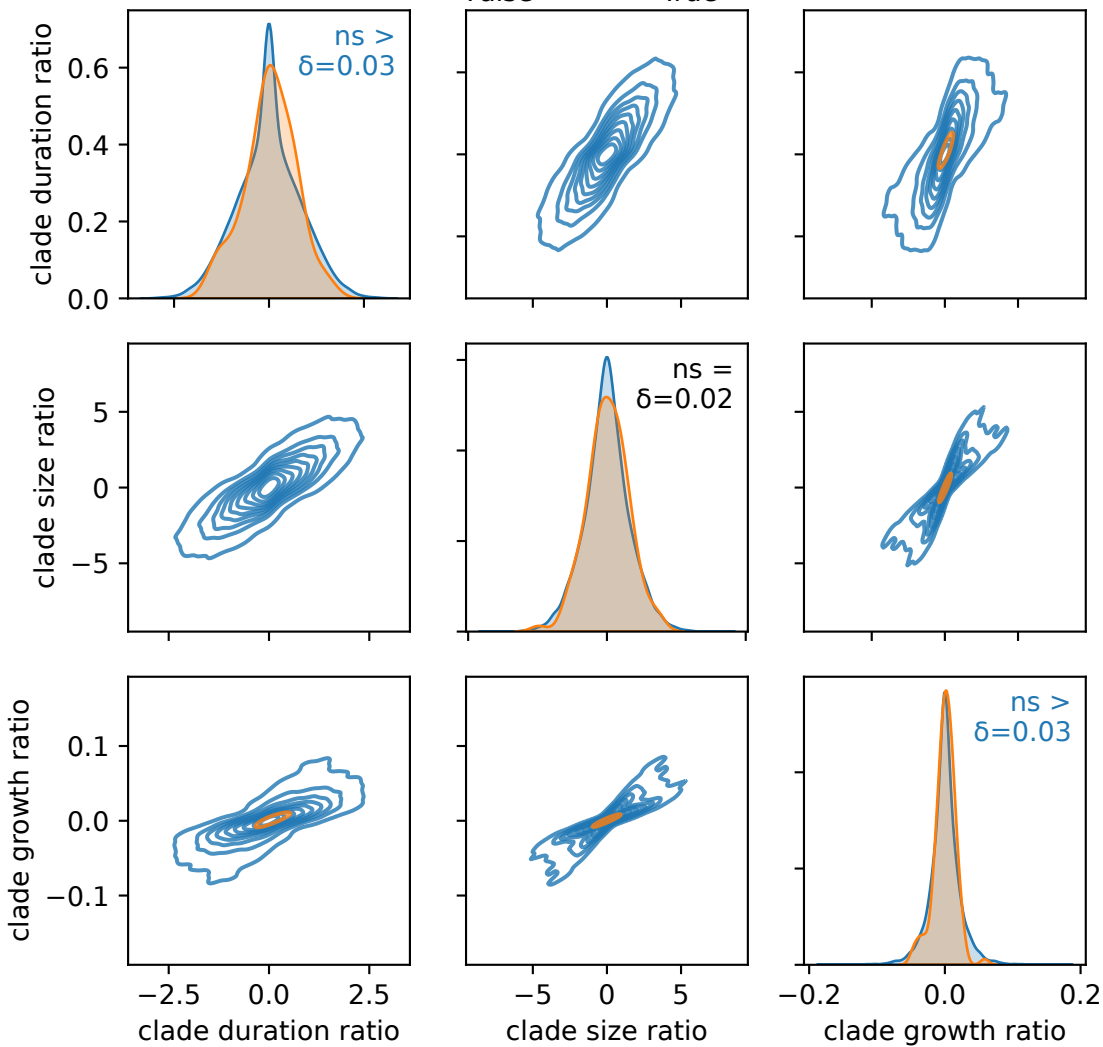 clade duration ratio
0.6
0.4
0.2
0.0
ns >
δ=0.03
clade size ratio
5
0
−5
−5
0
5
ns =
δ=0.02
clade growth ratio
0.1
0.0
−0.1
ns >
δ=0.03
−2.5
0.0
2.5
−5
0
5
−0.2
0.0
0.2
clade duration ratio
clade size ratio
clade growth ratio